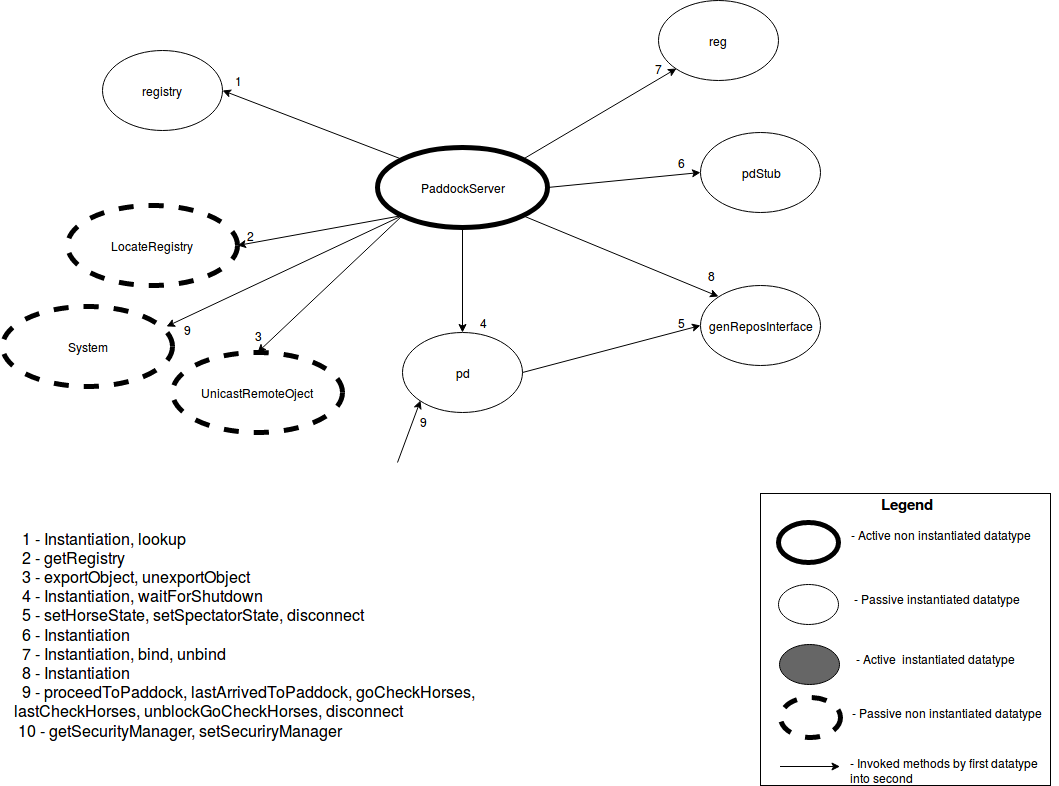 reg
7
registry
1
PaddockServer
6
pdStub
LocateRegistry
2
8
System
9
3
4
5
genReposInterface
UnicastRemoteOject
pd
9
1 - Instantiation, lookup
2 - getRegistry
3 - exportObject, unexportObject
4 - Instantiation, waitForShutdown
5 - setHorseState, setSpectatorState, disconnect
6 - Instantiation
7 - Instantiation, bind, unbind
8 - Instantiation
9 - proceedToPaddock, lastArrivedToPaddock, goCheckHorses,
lastCheckHorses, unblockGoCheckHorses, disconnect
10 - getSecurityManager, setSecuriryManager
Legend
- Active non instantiated datatype
- Passive instantiated datatype
- Active instantiated datatype
- Passive non instantiated datatype
- Invoked methods by first datatype
into second